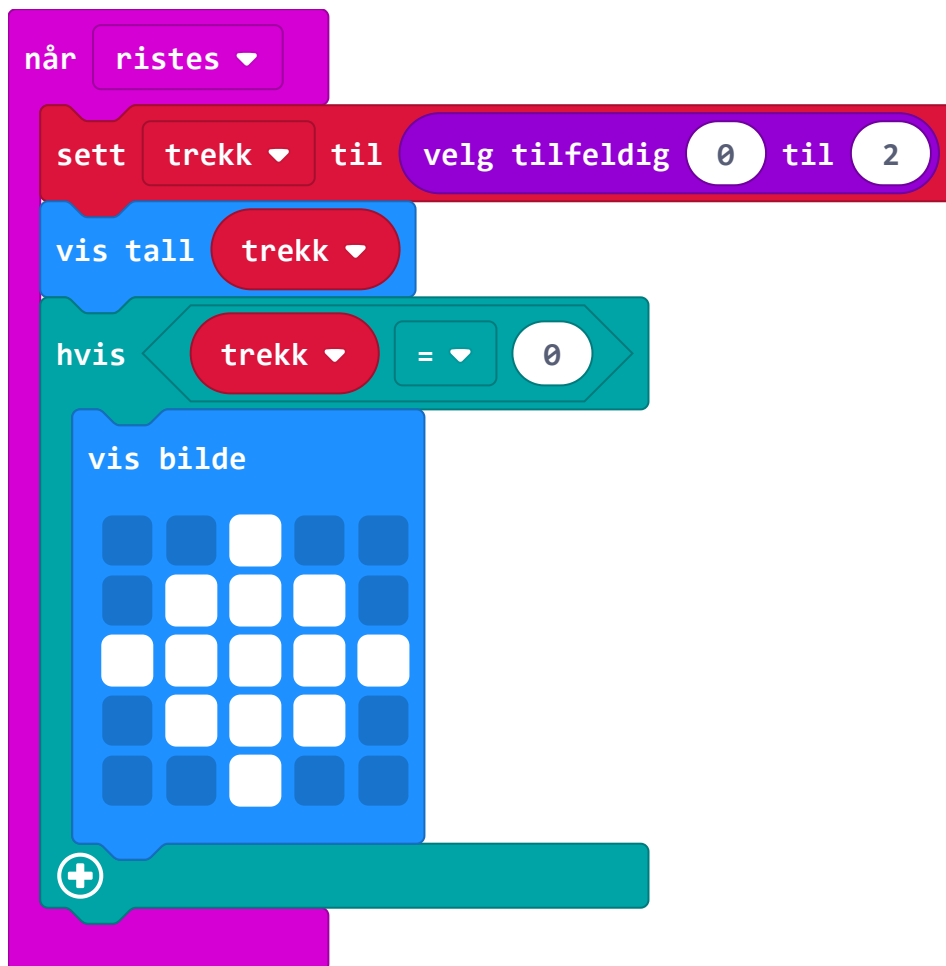 når ristes
sett trekk til velg tilfeldig 0 til 2
vis tall trekk
hvis trekk = 0
vis bilde